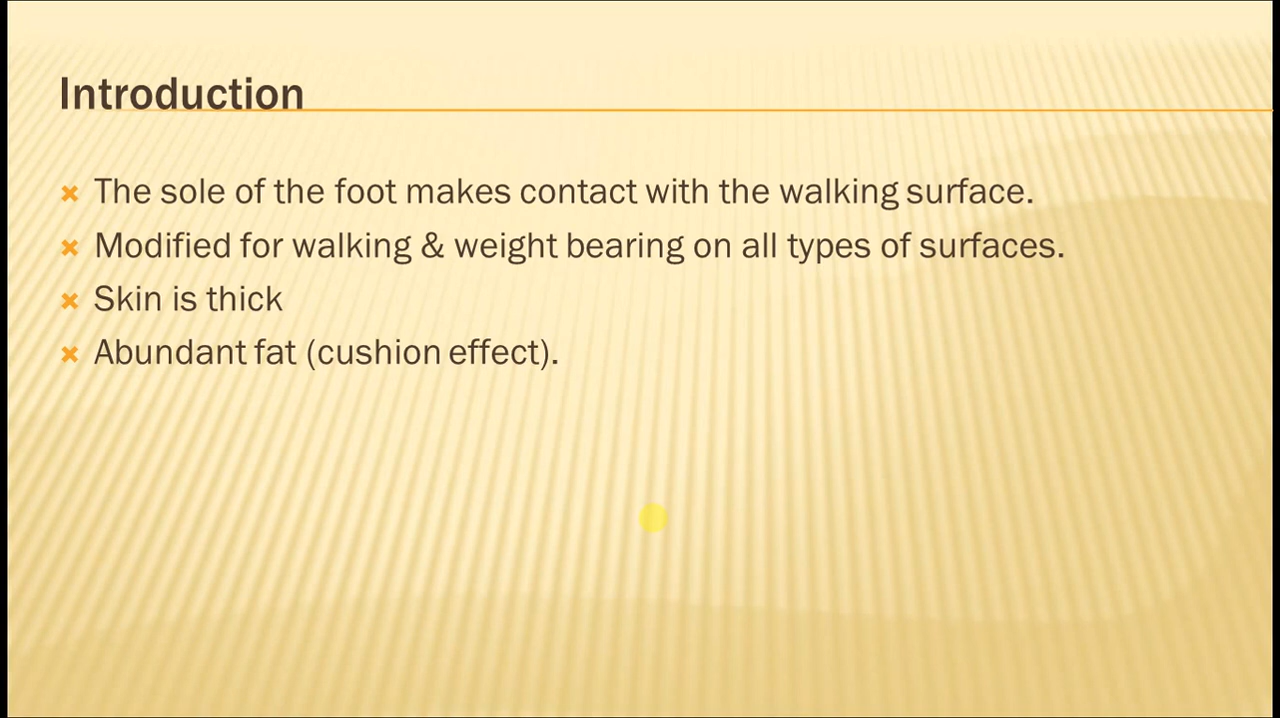 Introduction
The sole of the foot makes contact with the walking surface.
Modified for walking & weight bearing on all types of surfaces.
Skin is thick
Abundant fat (cushion effect).